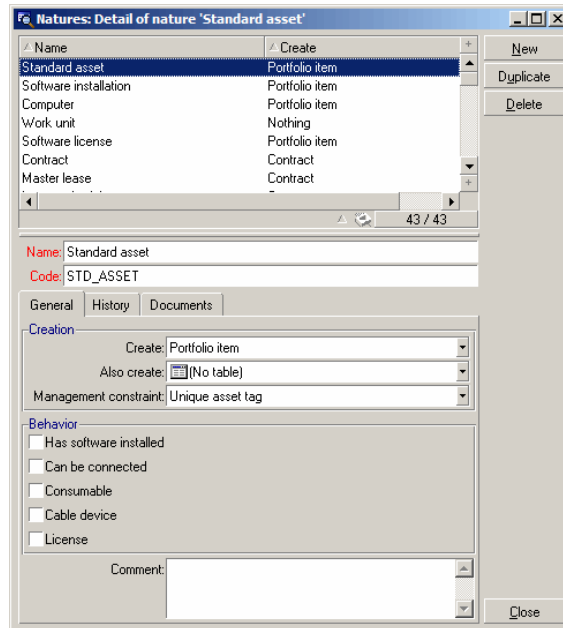 Natures: Detail of nature 'Standard asset'
Name Create
Standard asset Portfolio item
Software installation Portfolio item
Computer Portfolio item
Work unit Nothing
Software license Portfolio item
Contract Contract
Master lease Contract
43 / 43
New
Duplicate
Delete
Name: Standard asset
Code: STD_ASSET
General History Documents
Creation
Create: Portfolio item
Also create: (No table)
Management constraint: Unique asset tag
Behavior
Has software installed
Can be connected
Consumable
Cable device
License
Comment:
Close